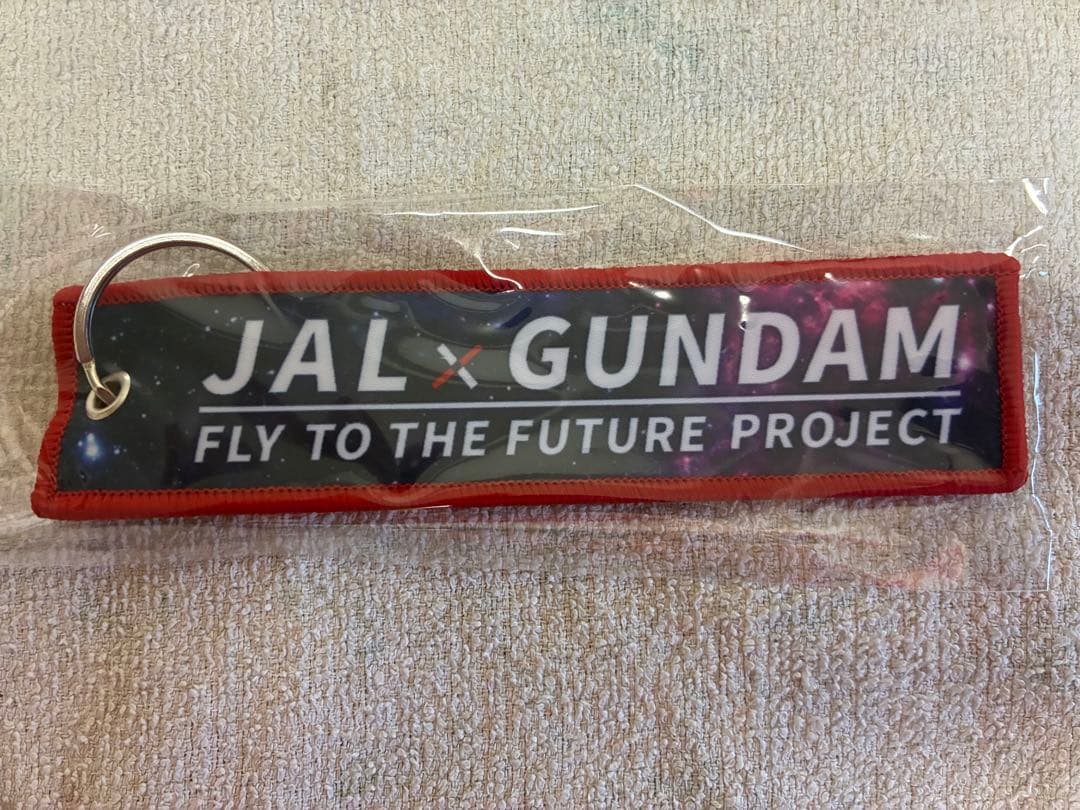 JAL × GUNDAM
FLY TO THE FUTURE PROJECT